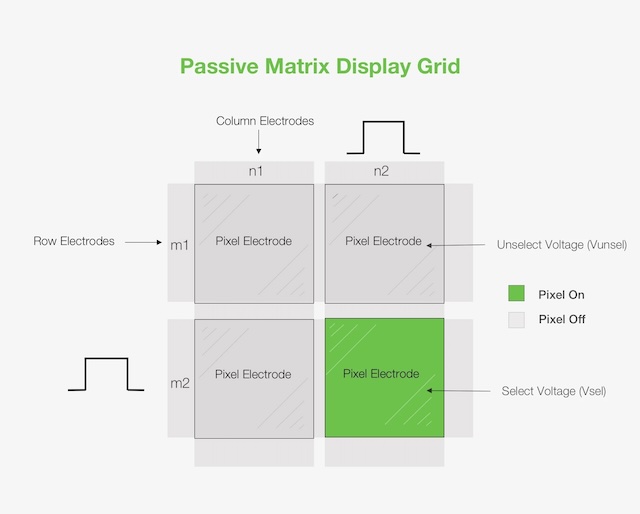 Passive Matrix Display Grid
Column Electrodes
n1
n2
Row Electrodes
m1
Pixel Electrode
Pixel Electrode
Unselect Voltage (Vunsel)
Pixel On
Pixel Off
m2
Pixel Electrode
Pixel Electrode
Select Voltage (Vsel)